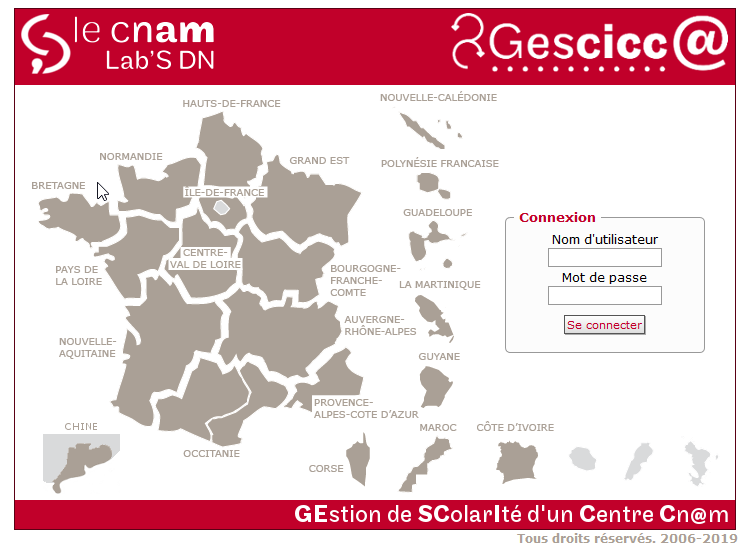 le cnam
Lab'S DN
Gescicc@
HAUTS-DE-FRANCE
NOUVELLE-CALÉDONIE
NORMANDIE
GRAND EST
POLYNÉSIE FRANCAISE
BRETAGNE
ÎLE-DE-FRANCE
GUADELOUPE
Connexion
Nom d'utilisateur
CENTRE-
VAL DE LOIRE
PAYS DE
LA LOIRE
BOURGOGNE-
FRANCHE-
COMTE
Mot de passe
LA MARTINIQUE
AUVERGNE-
RHÔNE-ALPES
Se connecter
NOUVELLE-
AQUITAINE
GUYANE
PROVENCE-
ALPES-COTE D'AZUR
CHINE
MAROC
CÔTE D'IVOIRE
OCCITANIE
CORSE
GEstion de SColarIté d'un Centre Cn@m
Tous droits réservés. 2006-2019